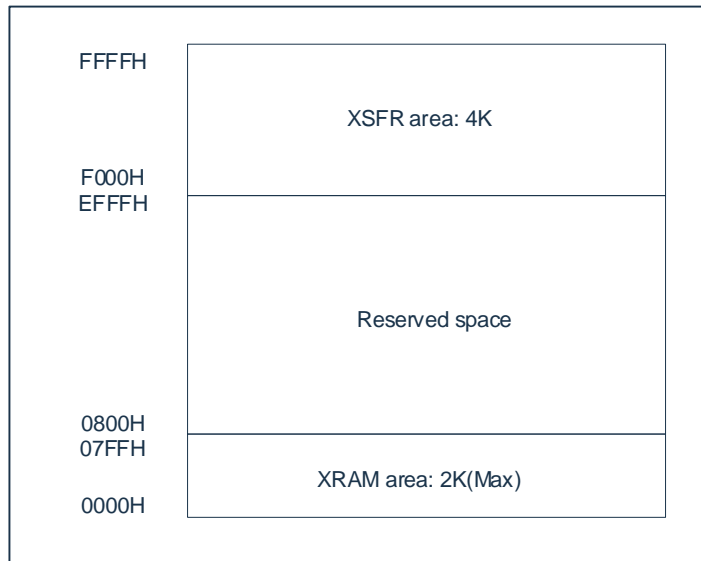 FFFFH
XSFR area: 4K
F000H
EFFFH
Reserved space
0800H
07FFH
XRAM area: 2K(Max)
0000H